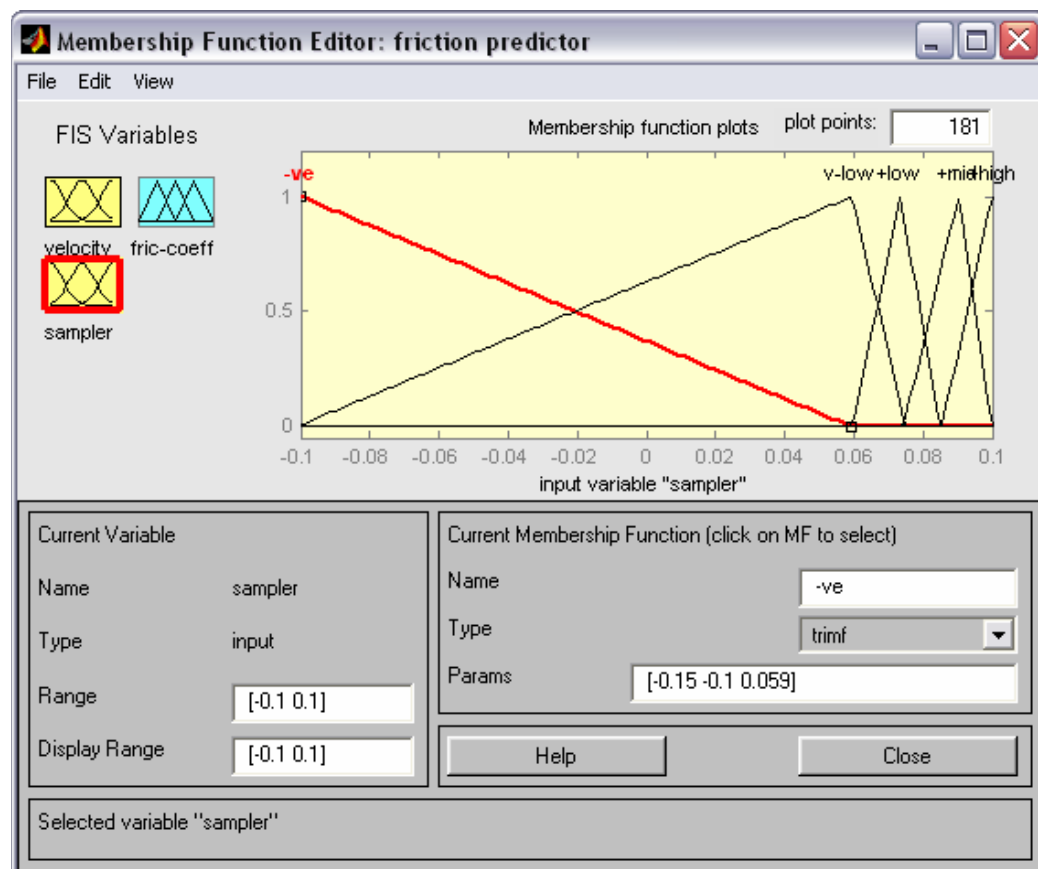 Membership Function Editor: friction predictor
File Edit View
FIS Variables
Membership function plots plot points: 181
velocity fric-coeff
sampler
-ve v-low +low +mid +high
1
0.5
0
-0.1 -0.08 -0.06 -0.04 -0.02 0 0.02 0.04 0.06 0.08 0.1
input variable "sampler"
Current Variable
Name sampler
Type input
Range [-0.1 0.1]
Display Range [-0.1 0.1]
Current Membership Function (click on MF to select)
Name -ve
Type trimf
Params [-0.15 -0.1 0.059]
Help Close
Selected variable "sampler"